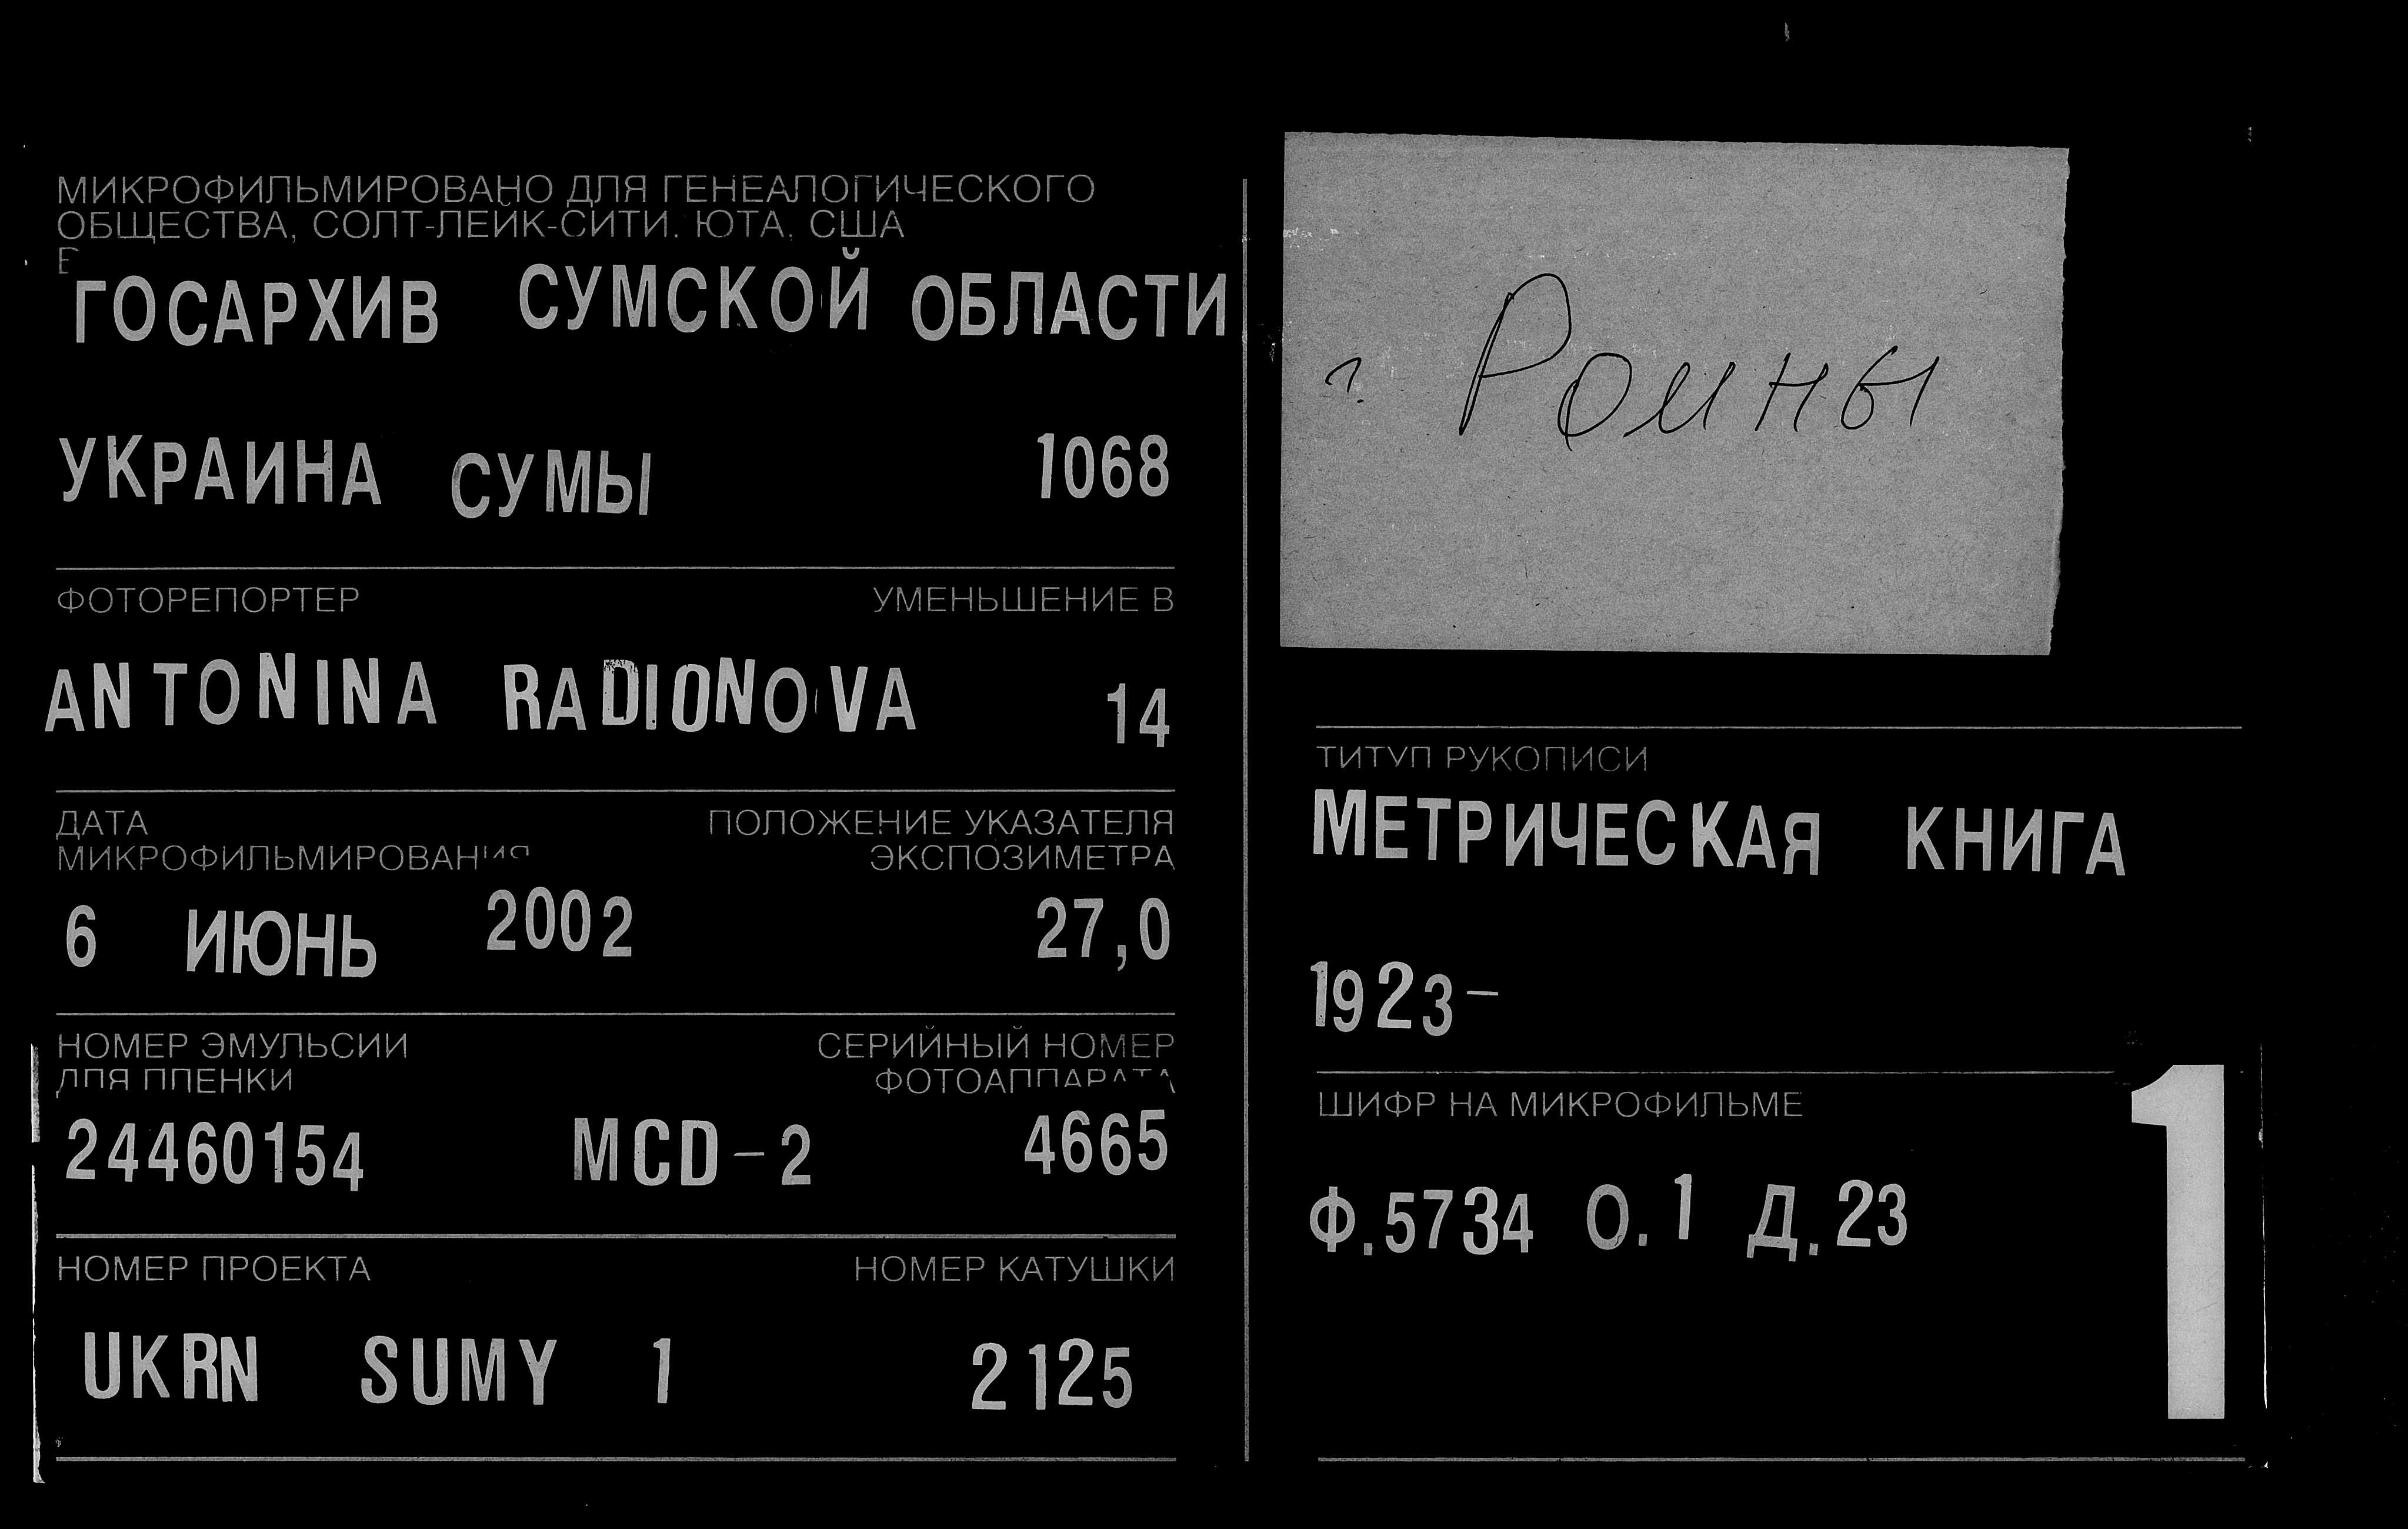 МИКРОФИЛЬМИРОВАНО ДЛЯ ГЕНЕАЛОГИЧЕСКОГО
ОБЩЕСТВА, СОЛТ-ЛЕЙК-СИТИ. ЮТА, США
ГОСАРХИВ СУМСКОЙ ОБЛАСТИ
УКРАИНА СУМЫ 1068
ФОТОРЕПОРТЕР УМЕНЬШЕНИЕ В
ANTONINA RADIONOVA 14
ДАТА ПОЛОЖЕНИЕ УКАЗАТЕЛЯ
МИКРОФИЛЬМИРОВАНИЯ ЭКСПОЗИМЕТРА
6 ИЮНЬ 2002 27,0
НОМЕР ЭМУЛЬСИИ СЕРИЙНЫЙ НОМЕР
ДЛЯ ПЛЕНКИ ФОТОАППАРАТА
24460154 MCD-2 4665
НОМЕР ПРОЕКТА НОМЕР КАТУШКИ
UKRN SUMY 1 2125
г. Ромны
ТИТУЛ РУКОПИСИ
МЕТРИЧЕСКАЯ КНИГА
1923-
ШИФР НА МИКРОФИЛЬМЕ
Ф.5734 О.1 Д.23
1